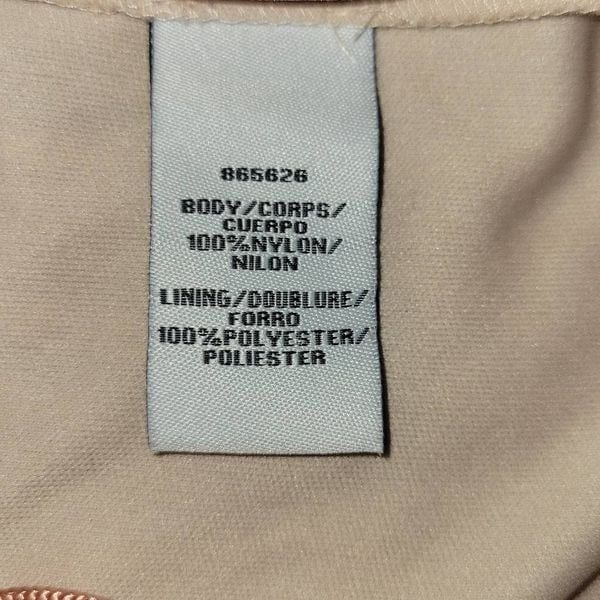 865626
BODY/CORPS/
CUERPO
100%NYLON/
NILON
LINING/DOUBLURE/
FORRO
100%POLYESTER/
POLIESTER